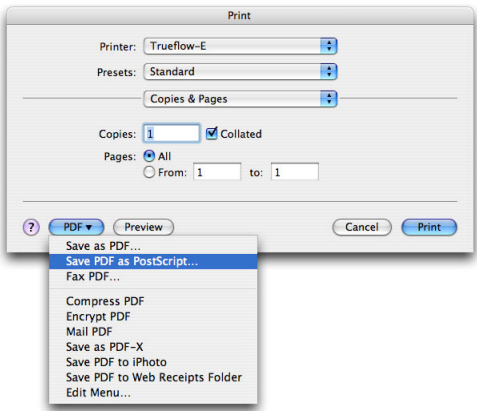 Print
Printer: Trueflow-E
Presets: Standard
Copies & Pages
Copies: 1 Collated
Pages: All
From: 1 to: 1
? PDF▼ Preview Cancel Print
Save as PDF...
Save PDF as PostScript...
Fax PDF...
Compress PDF
Encrypt PDF
Mail PDF
Save as PDF-X
Save PDF to iPhoto
Save PDF to Web Receipts Folder
Edit Menu...